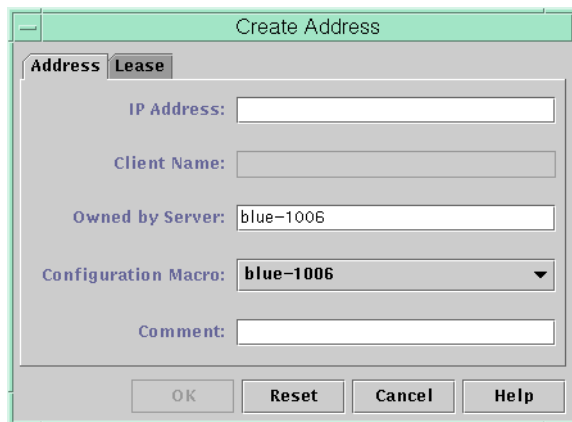 Create Address
Address Lease
IP Address:
Client Name:
Owned by Server: blue-1006
Configuration Macro: blue-1006
Comment:
OK Reset Cancel Help